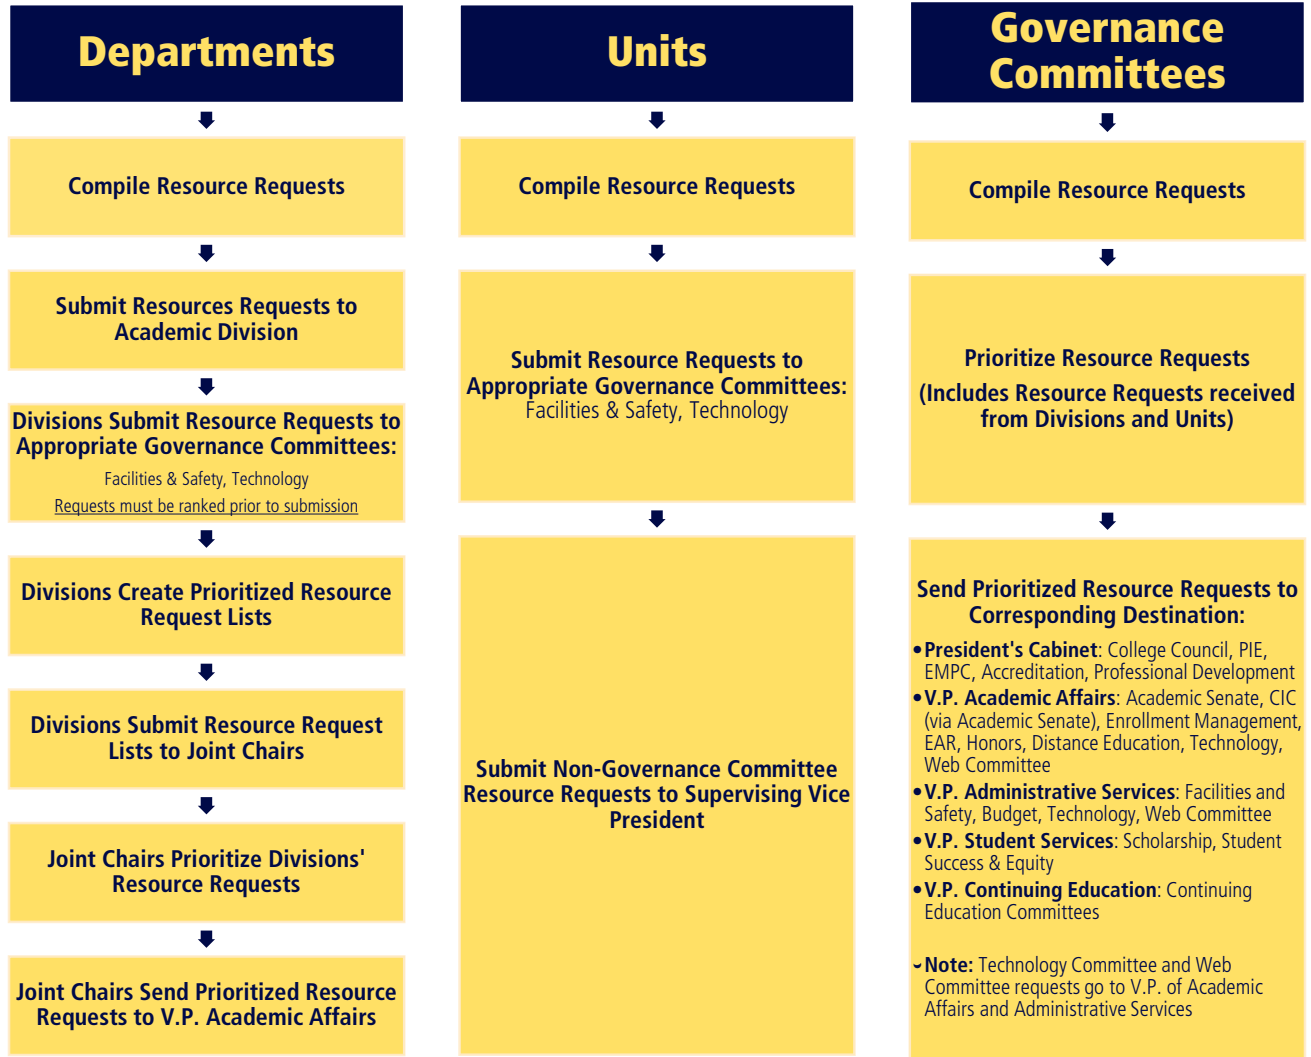 Departments
Compile Resource Requests
Submit Resources Requests to
Academic Division
Divisions Submit Resource Requests to
Appropriate Governance Committees:
Facilities & Safety, Technology
Requests must be ranked prior to submission
Divisions Create Prioritized Resource
Request Lists
Divisions Submit Resource Request
Lists to Joint Chairs
Joint Chairs Prioritize Divisions'
Resource Requests
Joint Chairs Send Prioritized Resource
Requests to V.P. Academic Affairs
Units
Compile Resource Requests
Submit Resource Requests to
Appropriate Governance Committees:
Facilities & Safety, Technology
Submit Non-Governance Committee
Resource Requests to Supervising Vice
President
Governance
Committees
Compile Resource Requests
Prioritize Resource Requests
(Includes Resource Requests received
from Divisions and Units)
Send Prioritized Resource Requests to
Corresponding Destination:
•President's Cabinet: College Council, PIE,
EMPC, Accreditation, Professional Development
•V.P. Academic Affairs: Academic Senate, CIC
(via Academic Senate), Enrollment Management,
EAR, Honors, Distance Education, Technology,
Web Committee
•V.P. Administrative Services: Facilities and
Safety, Budget, Technology, Web Committee
•V.P. Student Services: Scholarship, Student
Success & Equity
•V.P. Continuing Education: Continuing
Education Committees
Note: Technology Committee and Web
Committee requests go to V.P. of Academic
Affairs and Administrative Services